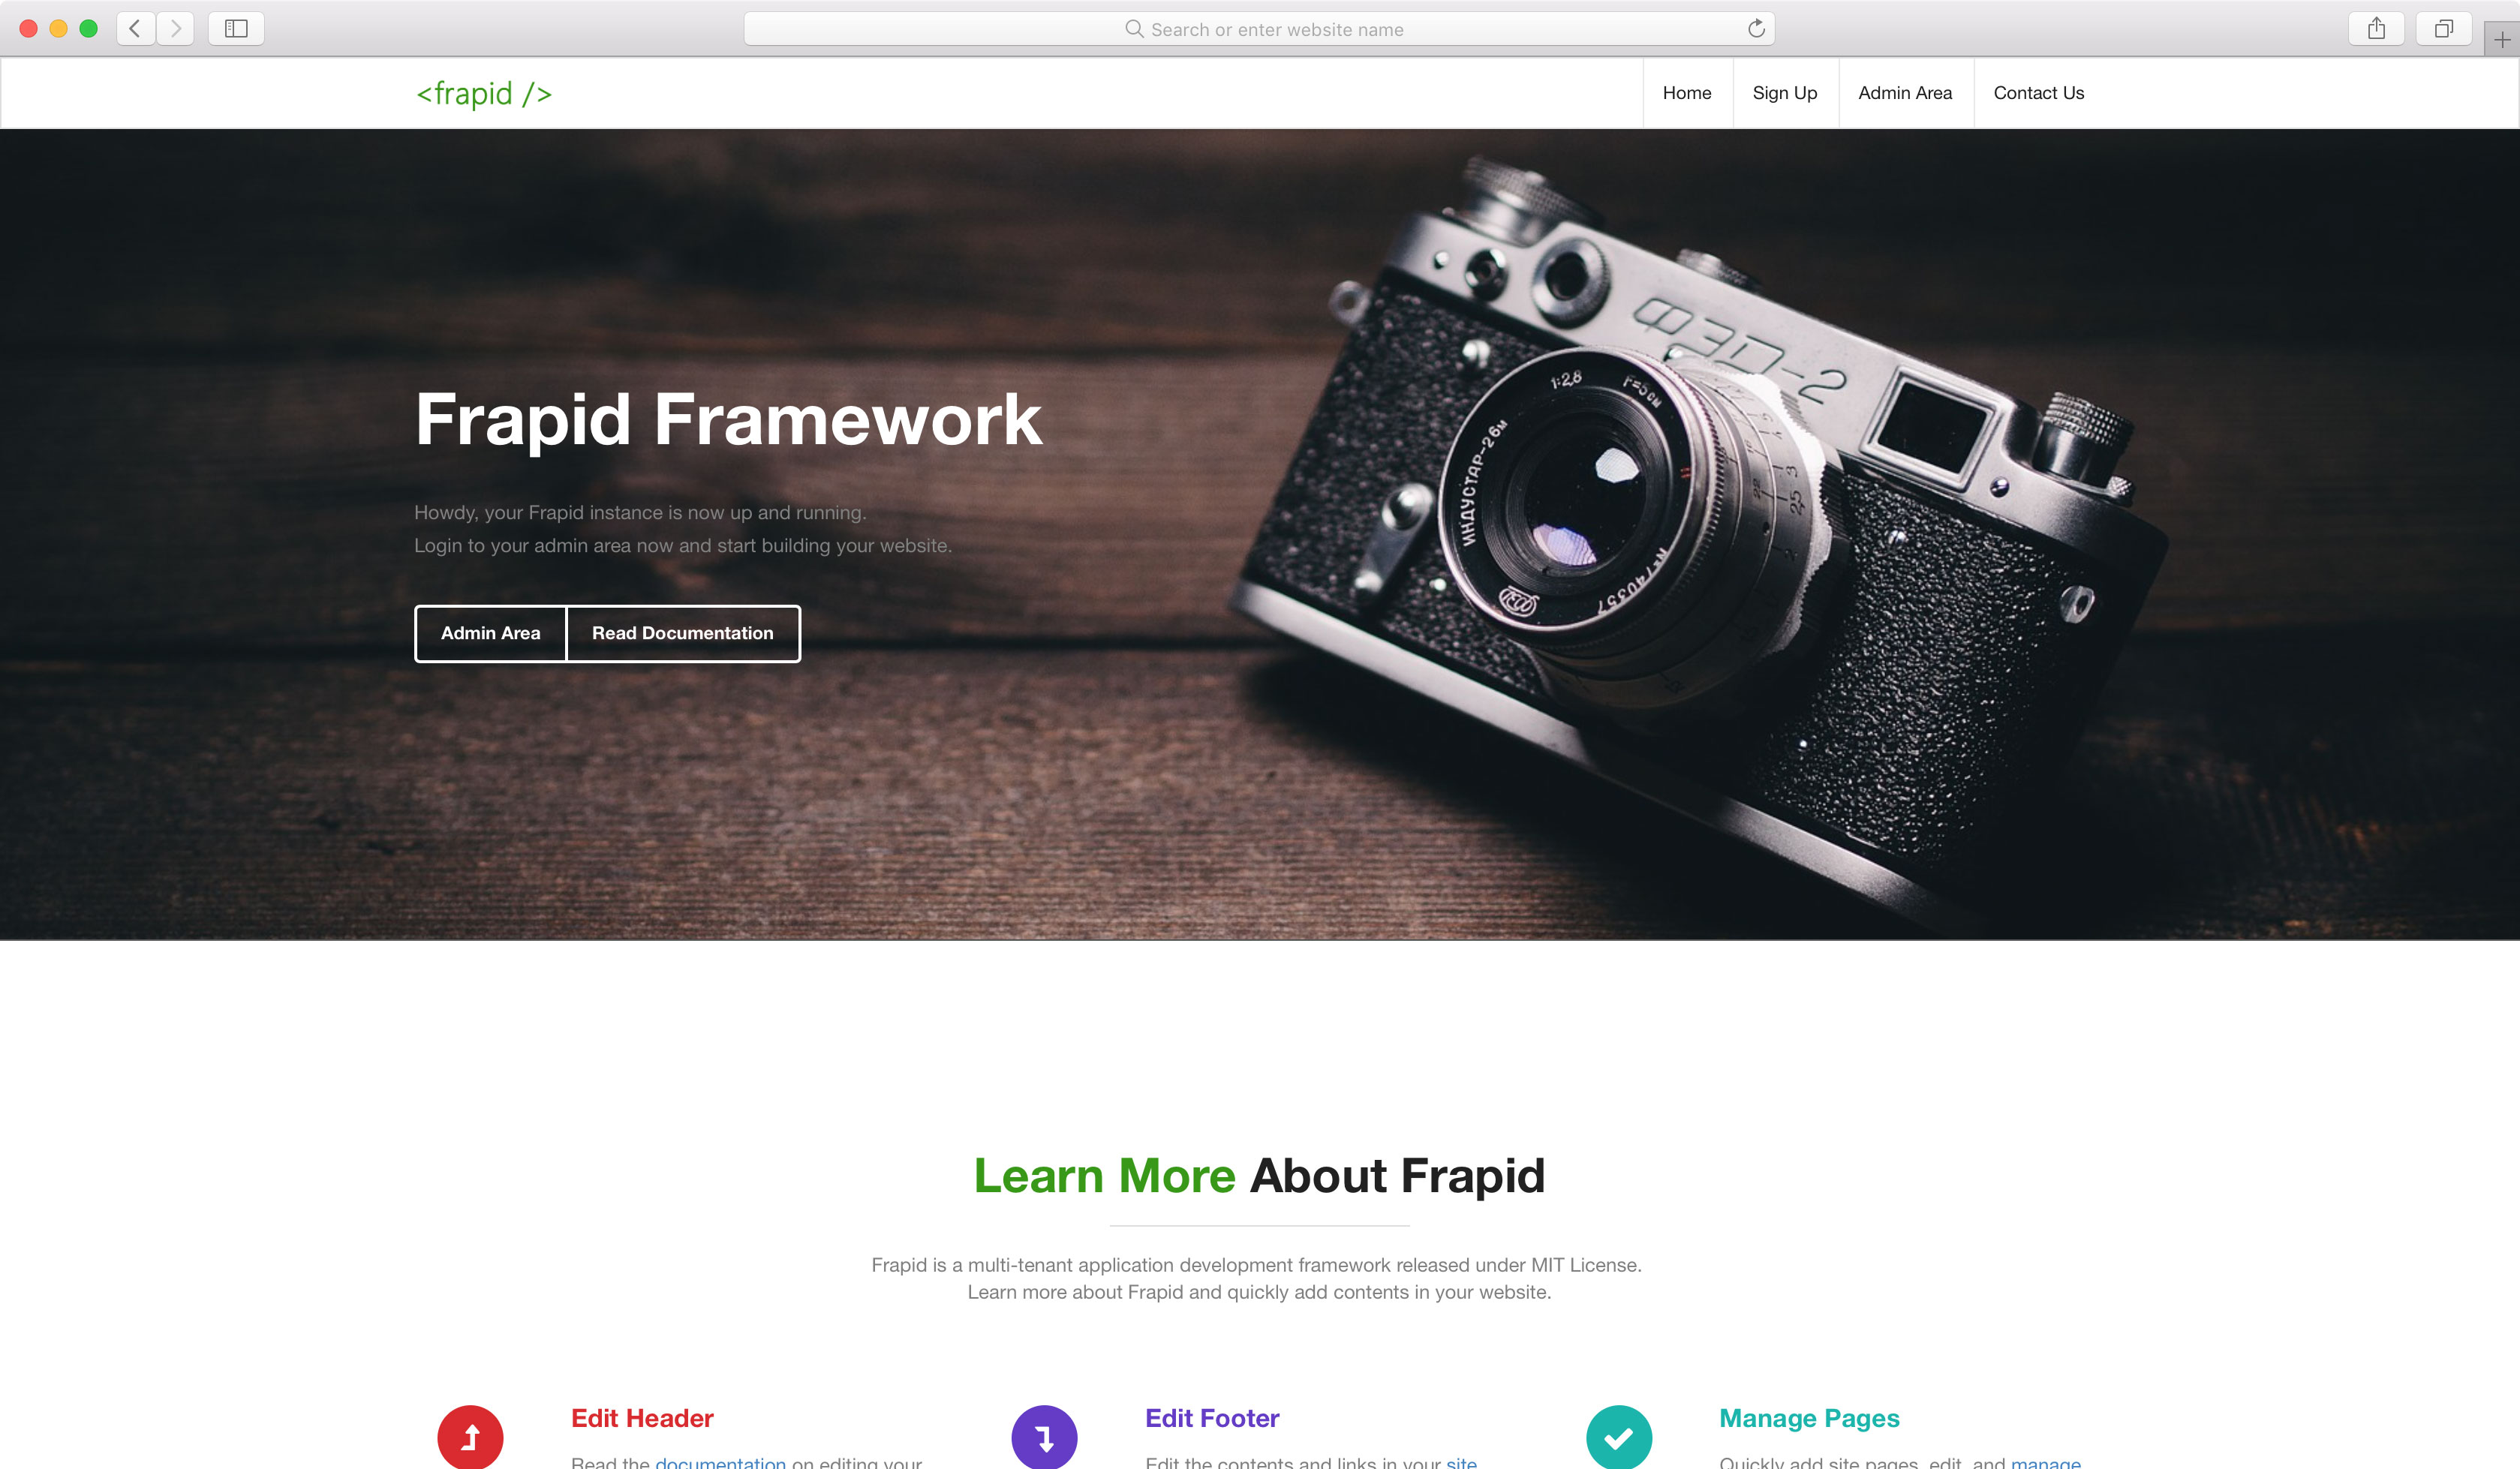 Search or enter website name
<frapid />
Home
Sign Up
Admin Area
Contact Us
Frapid Framework
Howdy, your Frapid instance is now up and running.
Login to your admin area now and start building your website.
Admin Area
Read Documentation
ФЭД-2
1:2,8 F=5см
ИНДУСТАР-26м
№740357
Learn More About Frapid
Frapid is a multi-tenant application development framework released under MIT License.
Learn more about Frapid and quickly add contents in your website.
Edit Header
Read the documentation on editing your
Edit Footer
Edit the contents and links in your site
Manage Pages
Quickly add site pages, edit, and manage